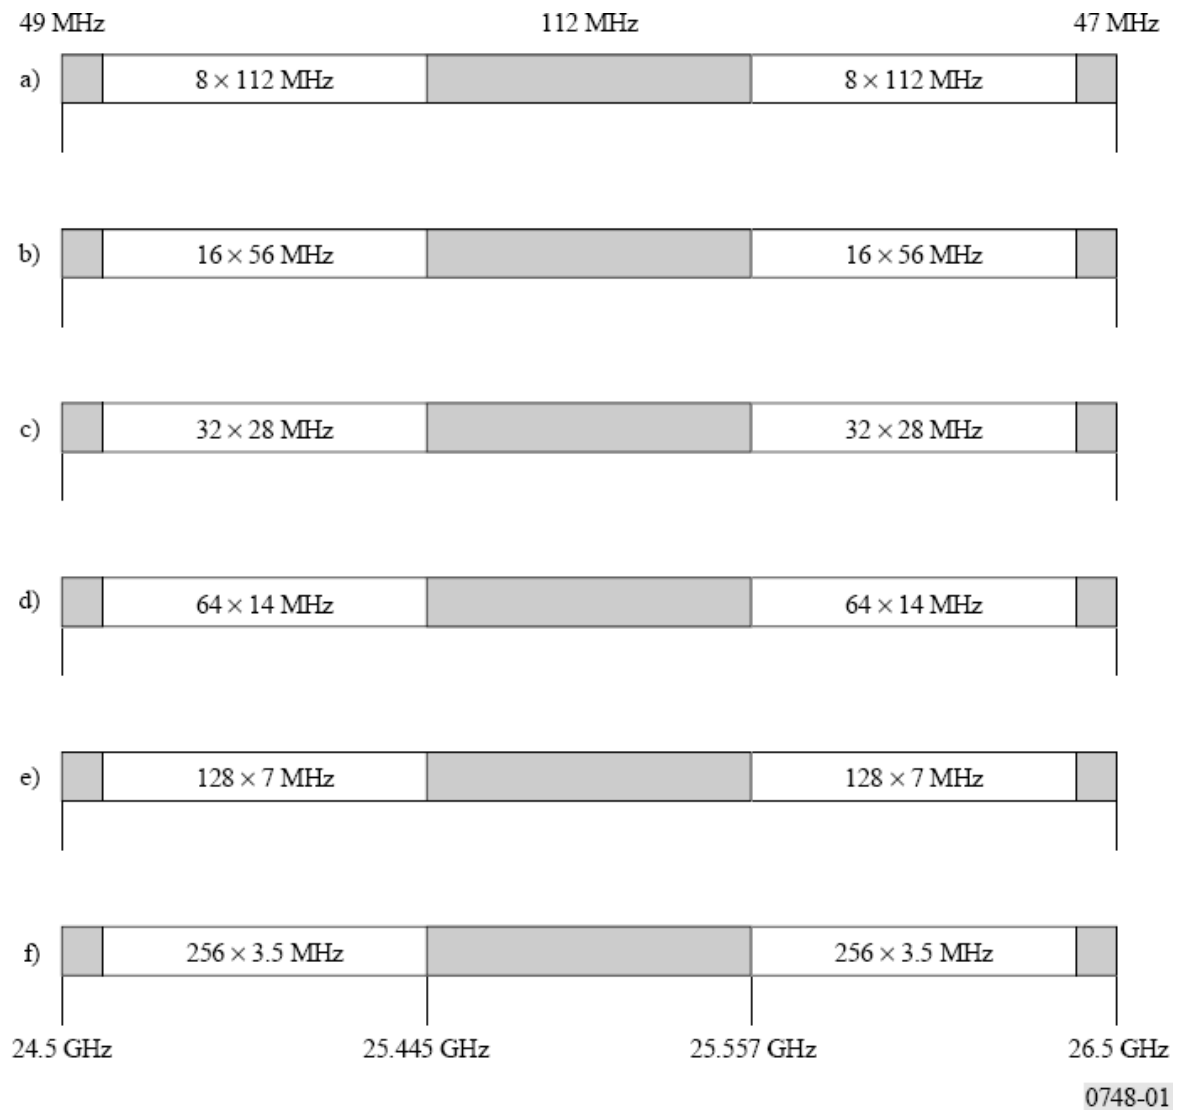 49 MHz 112 MHz 47 MHz
a) 8 × 112 MHz 8 × 112 MHz
b) 16 × 56 MHz 16 × 56 MHz
c) 32 × 28 MHz 32 × 28 MHz
d) 64 × 14 MHz 64 × 14 MHz
e) 128 × 7 MHz 128 × 7 MHz
f) 256 × 3.5 MHz 256 × 3.5 MHz
24.5 GHz 25.445 GHz 25.557 GHz 26.5 GHz
0748-01